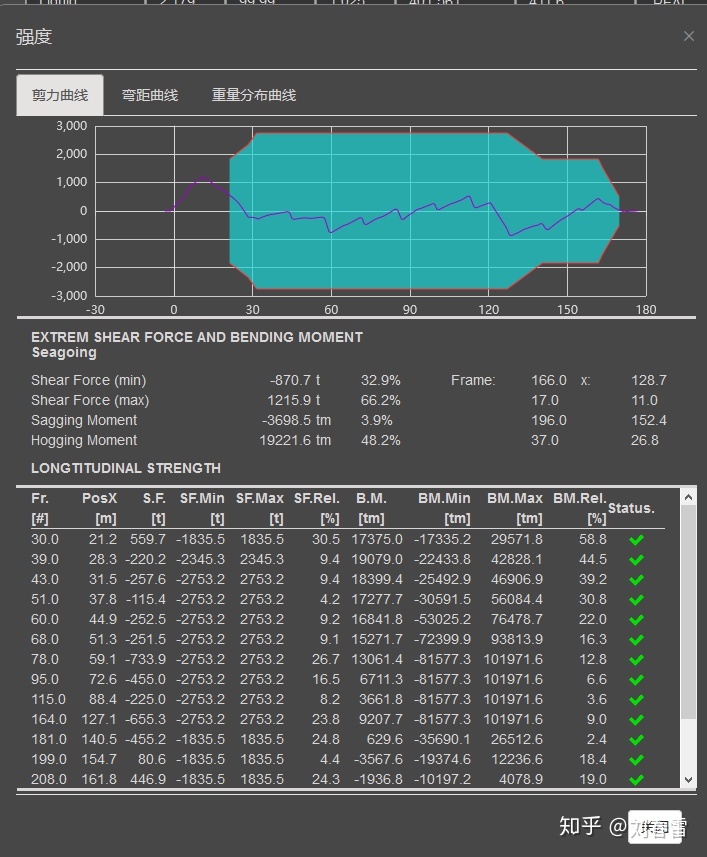 Liquid 2.179 99.99 1.025 401.961 411.6 REAL
强度 ×
剪力曲线 弯距曲线 重量分布曲线
3,000
2,000
1,000
0
-1,000
-2,000
-3,000
-30 0 30 60 90 120 150 180
EXTREM SHEAR FORCE AND BENDING MOMENT
Seagoing
Shear Force (min) -870.7 t 32.9% Frame: 166.0 x: 128.7
Shear Force (max) 1215.9 t 66.2% 17.0 11.0
Sagging Moment -3698.5 tm 3.9% 196.0 152.4
Hogging Moment 19221.6 tm 48.2% 37.0 26.8
LONGTITUDINAL STRENGTH
Fr. PosX S.F. SF.Min SF.Max SF.Rel. B.M. BM.Min BM.Max BM.Rel. Status.
[#] [m] [t] [t] [t] [%] [tm] [tm] [tm] [%]
30.0 21.2 559.7 -1835.5 1835.5 30.5 17375.0 -17335.2 29571.8 58.8
39.0 28.3 -220.2 -2345.3 2345.3 9.4 19079.0 -22433.8 42828.1 44.5
43.0 31.5 -257.6 -2753.2 2753.2 9.4 18399.4 -25492.9 46906.9 39.2
51.0 37.8 -115.4 -2753.2 2753.2 4.2 17277.7 -30591.5 56084.4 30.8
60.0 44.9 -252.5 -2753.2 2753.2 9.2 16841.8 -53025.2 76478.7 22.0
68.0 51.3 -251.5 -2753.2 2753.2 9.1 15271.7 -72399.9 93813.9 16.3
78.0 59.1 -733.9 -2753.2 2753.2 26.7 13061.4 -81577.3 101971.6 12.8
95.0 72.6 -455.0 -2753.2 2753.2 16.5 6711.3 -81577.3 101971.6 6.6
115.0 88.4 -225.0 -2753.2 2753.2 8.2 3661.8 -81577.3 101971.6 3.6
164.0 127.1 -655.3 -2753.2 2753.2 23.8 9207.7 -81577.3 101971.6 9.0
181.0 140.5 -455.2 -1835.5 1835.5 24.8 629.6 -35690.1 26512.6 2.4
199.0 154.7 80.6 -1835.5 1835.5 4.4 -3567.6 -19374.6 12236.6 18.4
208.0 161.8 446.9 -1835.5 1835.5 24.3 -1936.8 -10197.2 4078.9 19.0
知乎 @刘春雷